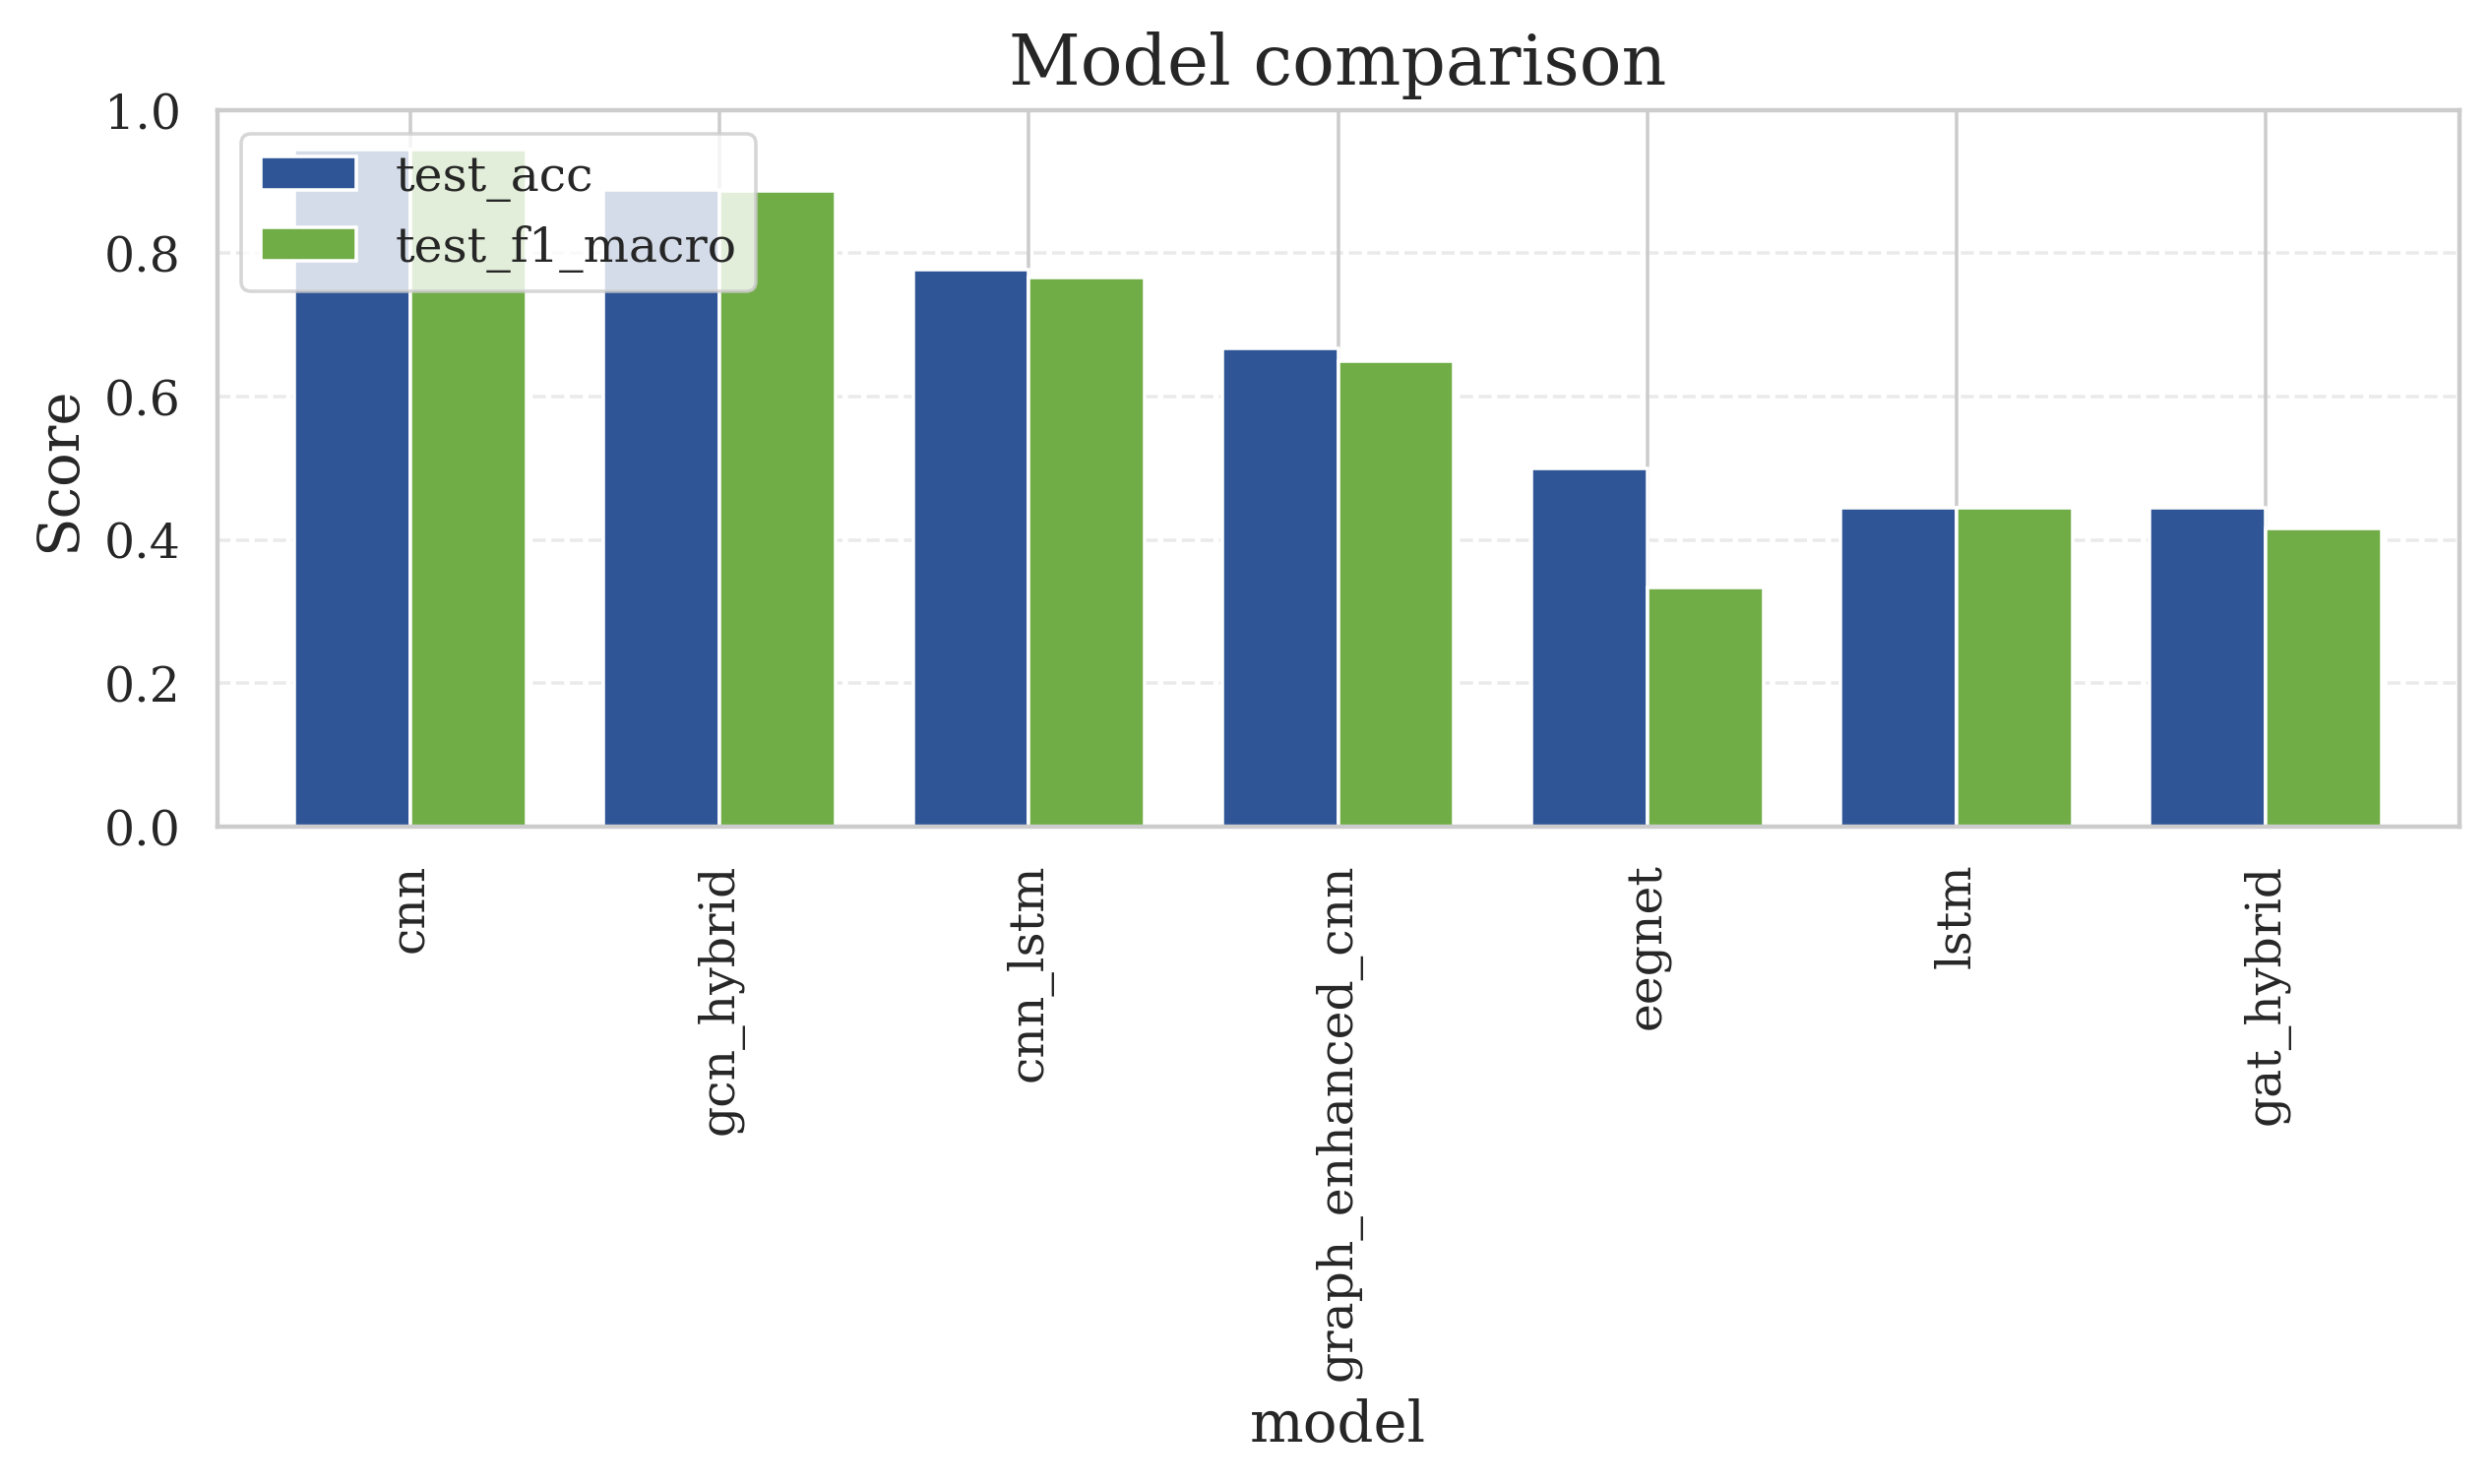 Model comparison
test_acc
test_f1_macro
Score
1.0
0.8
0.6
0.4
0.2
0.0
cnn
gcn_hybrid
cnn_lstm
graph_enhanced_cnn
eegnet
lstm
gat_hybrid
model